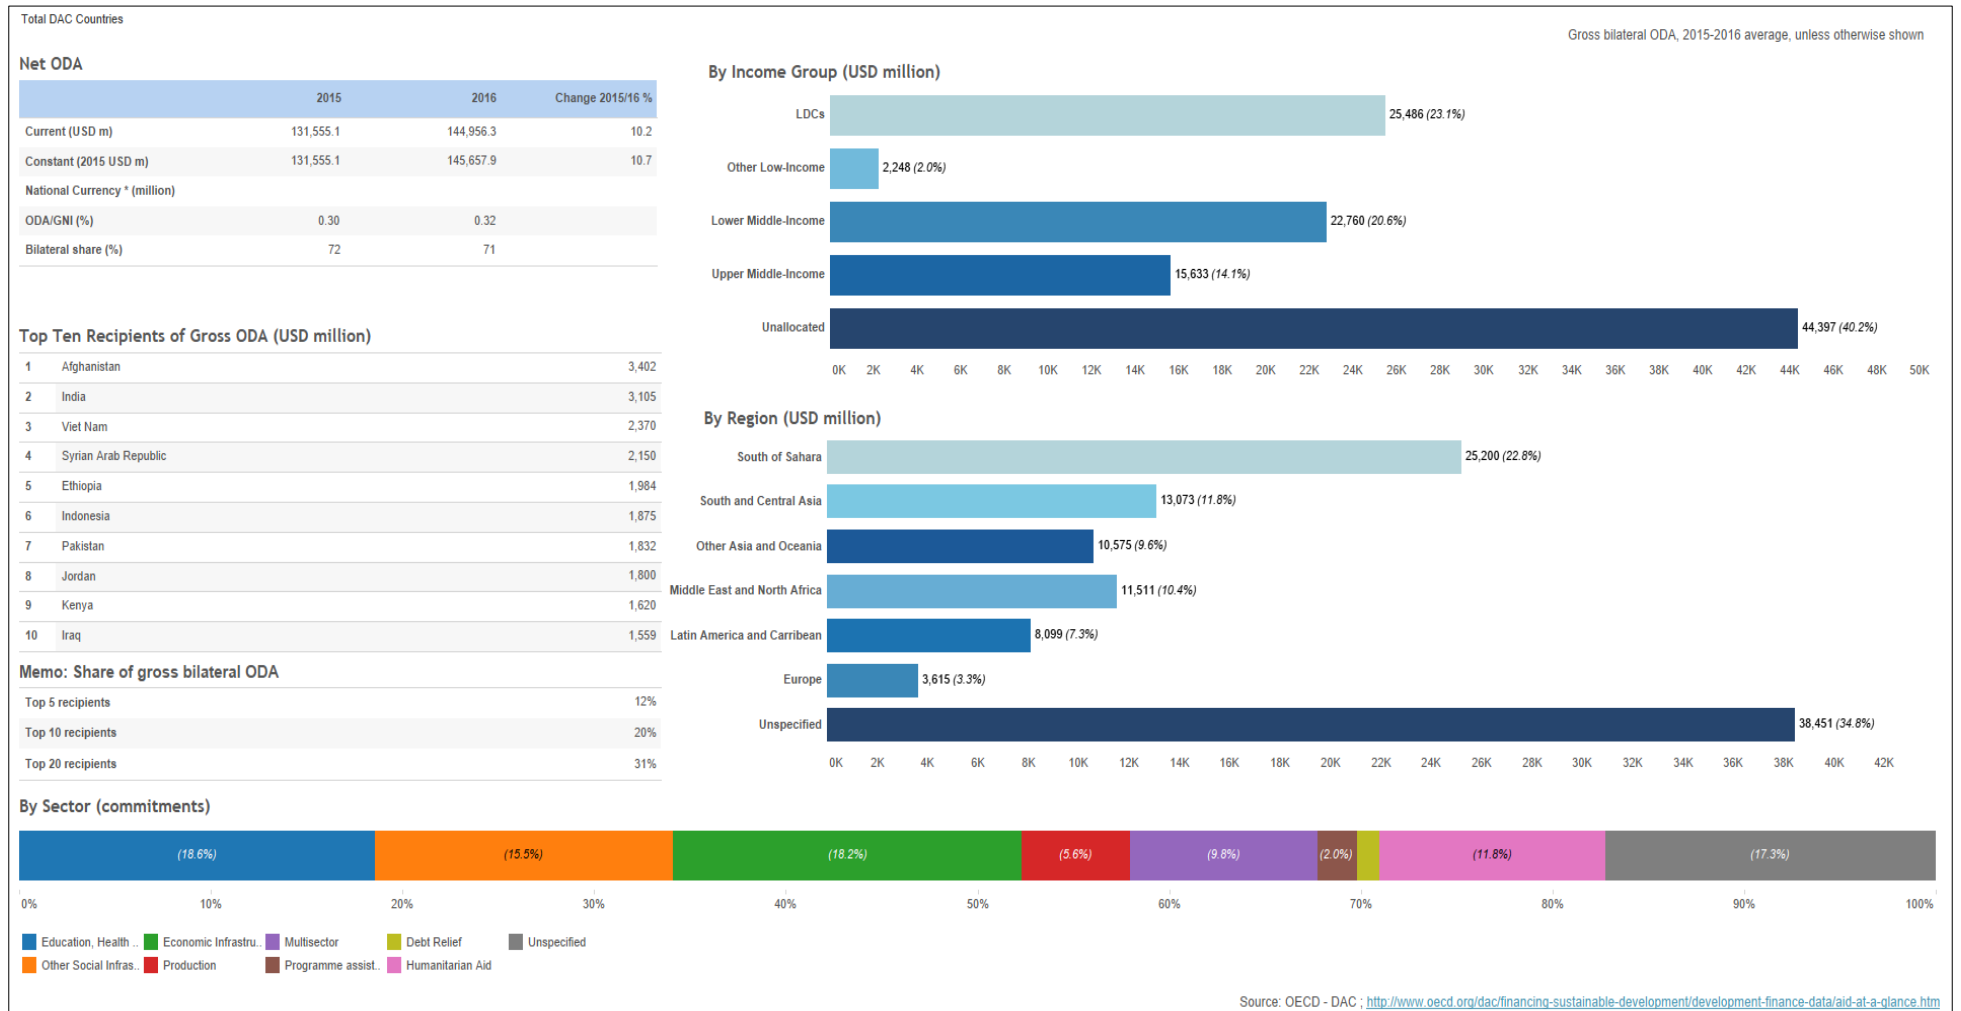 Total DAC Countries
Gross bilateral ODA, 2015-2016 average, unless otherwise shown
Net ODA
2015 2016 Change 2015/16 %
Current (USD m) 131,555.1 144,956.3 10.2
Constant (2015 USD m) 131,555.1 145,657.9 10.7
National Currency * (million)
ODA/GNI (%) 0.30 0.32
Bilateral share (%) 72 71
Top Ten Recipients of Gross ODA (USD million)
1 Afghanistan 3,402
2 India 3,105
3 Viet Nam 2,370
4 Syrian Arab Republic 2,150
5 Ethiopia 1,984
6 Indonesia 1,875
7 Pakistan 1,832
8 Jordan 1,800
9 Kenya 1,620
10 Iraq 1,559
Memo: Share of gross bilateral ODA
Top 5 recipients 12%
Top 10 recipients 20%
Top 20 recipients 31%
By Income Group (USD million)
LDCs 25,486 (23.1%)
Other Low-Income 2,248 (2.0%)
Lower Middle-Income 22,760 (20.6%)
Upper Middle-Income 15,633 (14.1%)
Unallocated 44,397 (40.2%)
0K 2K 4K 6K 8K 10K 12K 14K 16K 18K 20K 22K 24K 26K 28K 30K 32K 34K 36K 38K 40K 42K 44K 46K 48K 50K
By Region (USD million)
South of Sahara 25,200 (22.8%)
South and Central Asia 13,073 (11.8%)
Other Asia and Oceania 10,575 (9.6%)
Middle East and North Africa 11,511 (10.4%)
Latin America and Carribean 8,099 (7.3%)
Europe 3,615 (3.3%)
Unspecified 38,451 (34.8%)
0K 2K 4K 6K 8K 10K 12K 14K 16K 18K 20K 22K 24K 26K 28K 30K 32K 34K 36K 38K 40K 42K
By Sector (commitments)
(18.6%) (15.5%) (18.2%) (5.6%) (9.8%) (2.0%) (11.8%) (17.3%)
0% 10% 20% 30% 40% 50% 60% 70% 80% 90% 100%
Education, Health .. Economic Infrastru.. Multisector Debt Relief Unspecified
Other Social Infras.. Production Programme assist.. Humanitarian Aid
Source: OECD - DAC ; http://www.oecd.org/dac/financing-sustainable-development/development-finance-data/aid-at-a-glance.htm